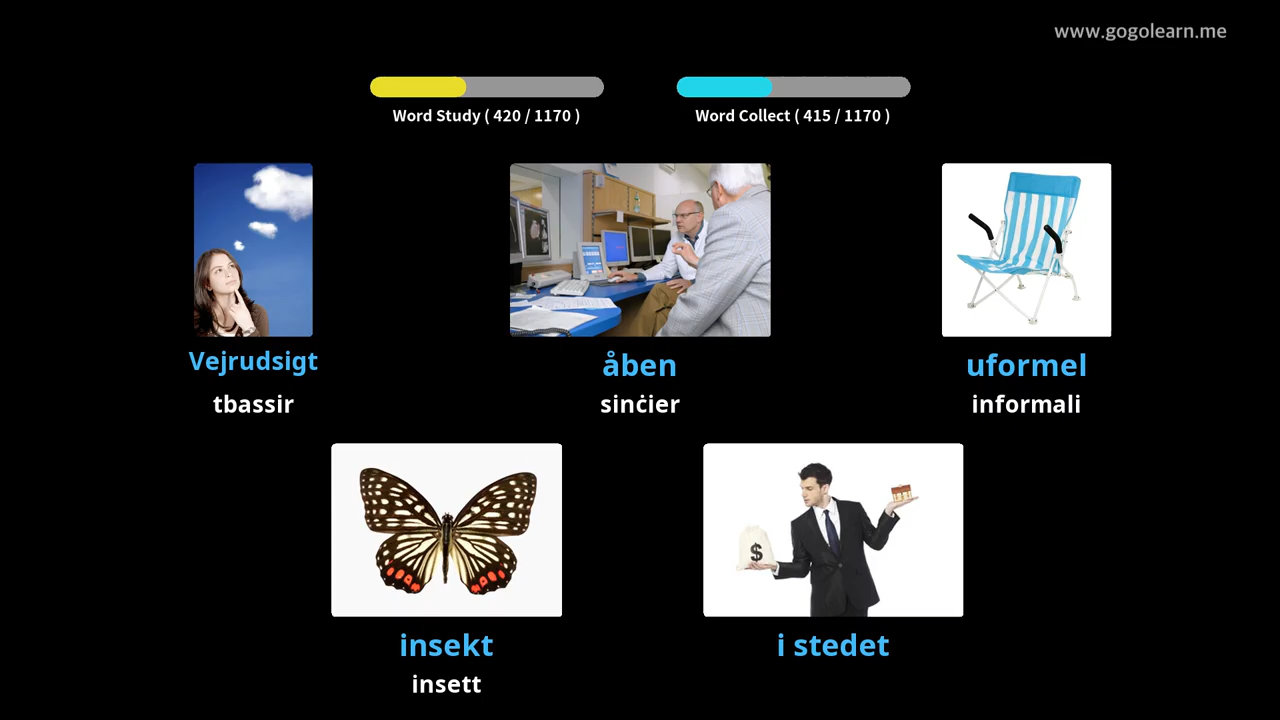 www.gogolearn.me
Word Study ( 420 / 1170 )
Word Collect ( 415 / 1170 )
Vejrudsigt
tbassir
åben
sinċier
uformel
informali
$
insekt
insett
i stedet